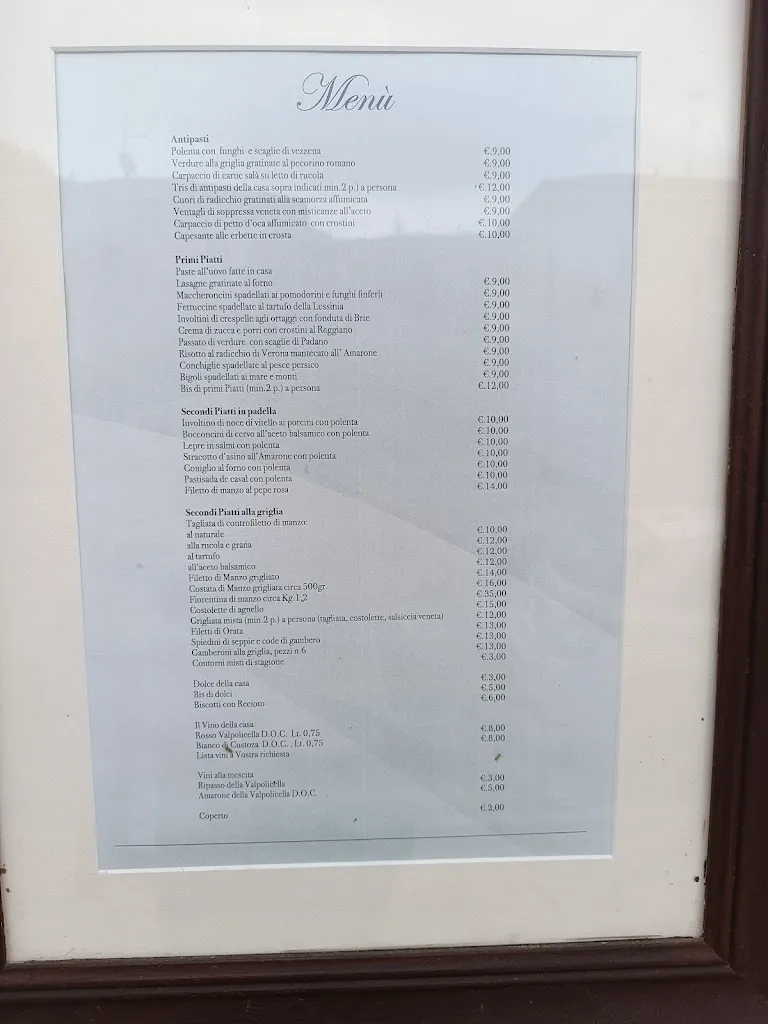 Menù
Antipasti
Polenta con funghi e scaglie di vezzena €.9,00
Verdure alla griglia gratinate al pecorino romano €.9,00
Carpaccio di carne salà su letto di rucola €.9,00
Tris di antipasti della casa sopra indicati min.2 p.) a persona €.12,00
Cuori di radicchio gratinati alla scamorza affumicata €.9,00
Ventagli di soppressa veneta con misticanze all'aceto €.9,00
Carpaccio di petto d'oca affumicato con crostini €.10,00
Capesante alle erbette in crosta €.10,00
Primi Piatti
Paste all'uovo fatte in casa
Lasagne gratinate al forno €.9,00
Maccheroncini spadellati ai pomodorini e funghi finferli €.9,00
Fettuccine spadellate al tartufo della Lessinia €.9,00
Involtini di crespelle agli ortaggi con fonduta di Brie €.9,00
Crema di zucca e porri con crostini al Reggiano €.9,00
Passato di verdure con scaglie di Padano €.9,00
Risotto al radicchio di Verona mantecato all' Amarone €.9,00
Conchiglie spadellate al pesce persico €.9,00
Bigoli spadellati ai mare e monti €.9,00
Bis di primi Piatti (min.2 p.) a persona €.12,00
Secondi Piatti in padella
Involtino di noce di vitello ai porcini con polenta €.10,00
Bocconcini di cervo all'aceto balsamico con polenta €.10,00
Lepre in salmi con polenta €.10,00
Stracotto d'asino all'Amarone con polenta €.10,00
Coniglio al forno con polenta €.10,00
Pastisada de caval con polenta €.10,00
Filetto di manzo al pepe rosa €.14,00
Secondi Piatti alla griglia
Tagliata di controfiletto di manzo:
al naturale €.10,00
alla rucola e grana €.12,00
al tartufo €.12,00
all'aceto balsamico €.12,00
Filetto di Manzo grigliato €.14,00
Costata di Manzo grigliata circa 500gr. €.16,00
Fiorentina di manzo circa Kg.1,2 €.35,00
Costolette di agnello €.15,00
Grigliata mista (min.2 p.) a persona (tagliata, costolette, salsiccia veneta) €.12,00
Filetti di Orata €.13,00
Spiedini di seppie e code di gambero €.13,00
Gamberoni alla griglia, pezzi n.6 €.13,00
Contorni misti di stagione €.3,00
Dolce della casa €.3,00
Bis di dolci €.5,00
Biscotti con Recioto €.6,00
Il Vino della casa
Rosso Valpolicella D.O.C. Lt. 0,75 €.8,00
Bianco di Custoza D.O.C. . Lt. 0,75 €.8,00
Lista vini a Vostra richiesta
Vini alla mescita
Ripasso della Valpolicella €.3,00
Amarone della Valpolicella D.O.C. €.5,00
Coperto €.2,00